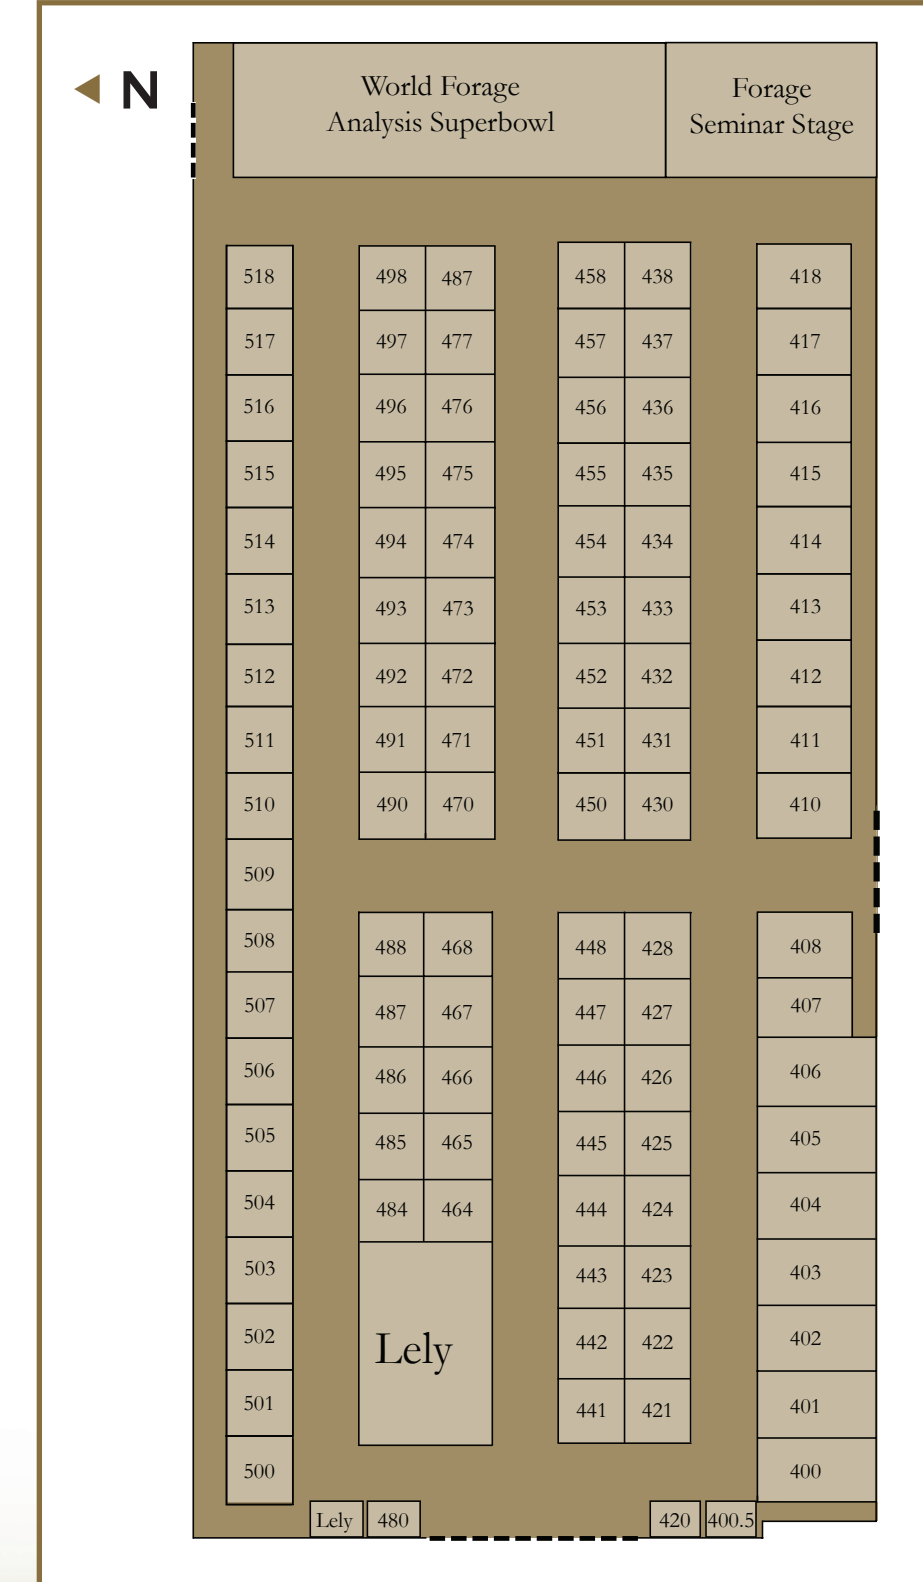 N
World Forage
Analysis Superbowl
Forage
Seminar Stage
518 498 487 458 438 418
517 497 477 457 437 417
516 496 476 456 436 416
515 495 475 455 435 415
514 494 474 454 434 414
513 493 473 453 433 413
512 492 472 452 432 412
511 491 471 451 431 411
510 490 470 450 430 410
509
508 488 468 448 428 408
507 487 467 447 427 407
506 486 466 446 426 406
505 485 465 445 425 405
504 484 464 444 424 404
503 443 423 403
502 Lely 442 422 402
501 441 421 401
500 400
Lely 480 420 400.5